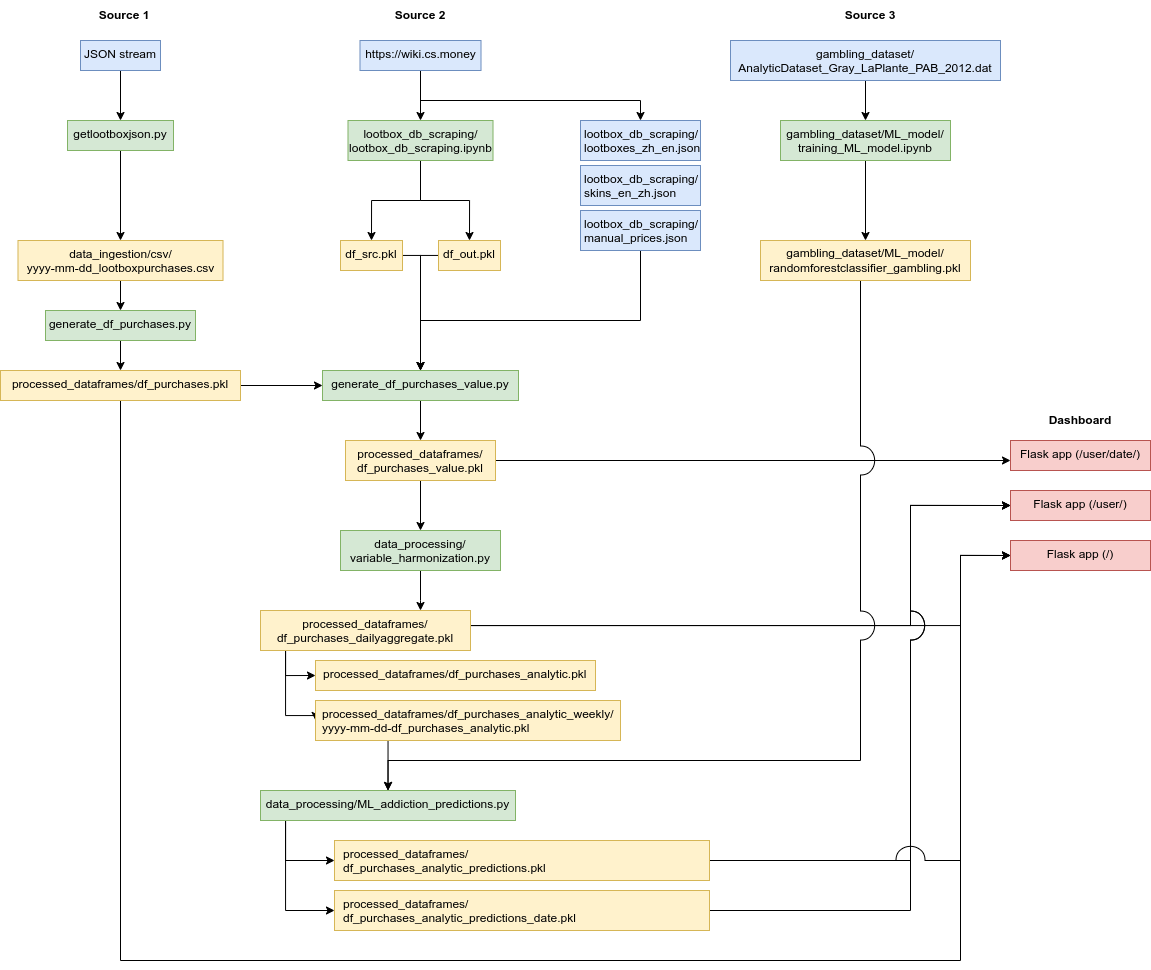 Source 1
Source 2
Source 3
JSON stream
https://wiki.cs.money
gambling_dataset/
AnalyticDataset_Gray_LaPlante_PAB_2012.dat
getlootboxjson.py
lootbox_db_scraping/
lootbox_db_scraping.ipynb
lootbox_db_scraping/
lootboxes_zh_en.json
lootbox_db_scraping/
skins_en_zh.json
lootbox_db_scraping/
manual_prices.json
gambling_dataset/ML_model/
training_ML_model.ipynb
data_ingestion/csv/
yyyy-mm-dd_lootboxpurchases.csv
df_src.pkl
df_out.pkl
gambling_dataset/ML_model/
randomforestclassifier_gambling.pkl
generate_df_purchases.py
processed_dataframes/df_purchases.pkl
generate_df_purchases_value.py
Dashboard
processed_dataframes/
df_purchases_value.pkl
Flask app (/user/date/)
Flask app (/user/)
Flask app (/)
data_processing/
variable_harmonization.py
processed_dataframes/
df_purchases_dailyaggregate.pkl
processed_dataframes/df_purchases_analytic.pkl
processed_dataframes/df_purchases_analytic_weekly/
yyyy-mm-dd-df_purchases_analytic.pkl
data_processing/ML_addiction_predictions.py
processed_dataframes/
df_purchases_analytic_predictions.pkl
processed_dataframes/
df_purchases_analytic_predictions_date.pkl